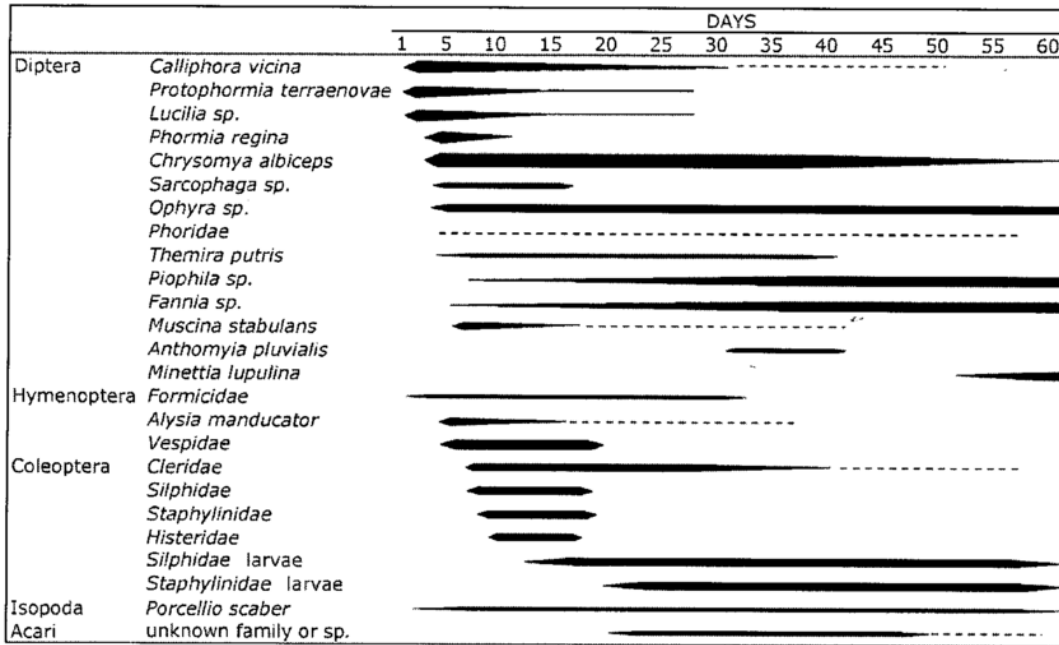 DAYS
1 5 10 15 20 25 30 35 40 45 50 55 60
Diptera Calliphora vicina
Protophormia terraenovae
Lucilia sp.
Phormia regina
Chrysomya albiceps
Sarcophaga sp.
Ophyra sp.
Phoridae
Themira putris
Piophila sp.
Fannia sp.
Muscina stabulans
Anthomyia pluvialis
Minettia lupulina
Hymenoptera Formicidae
Alysia manducator
Vespidae
Coleoptera Cleridae
Silphidae
Staphylinidae
Histeridae
Silphidae larvae
Staphylinidae larvae
Isopoda Porcellio scaber
Acari unknown family or sp.